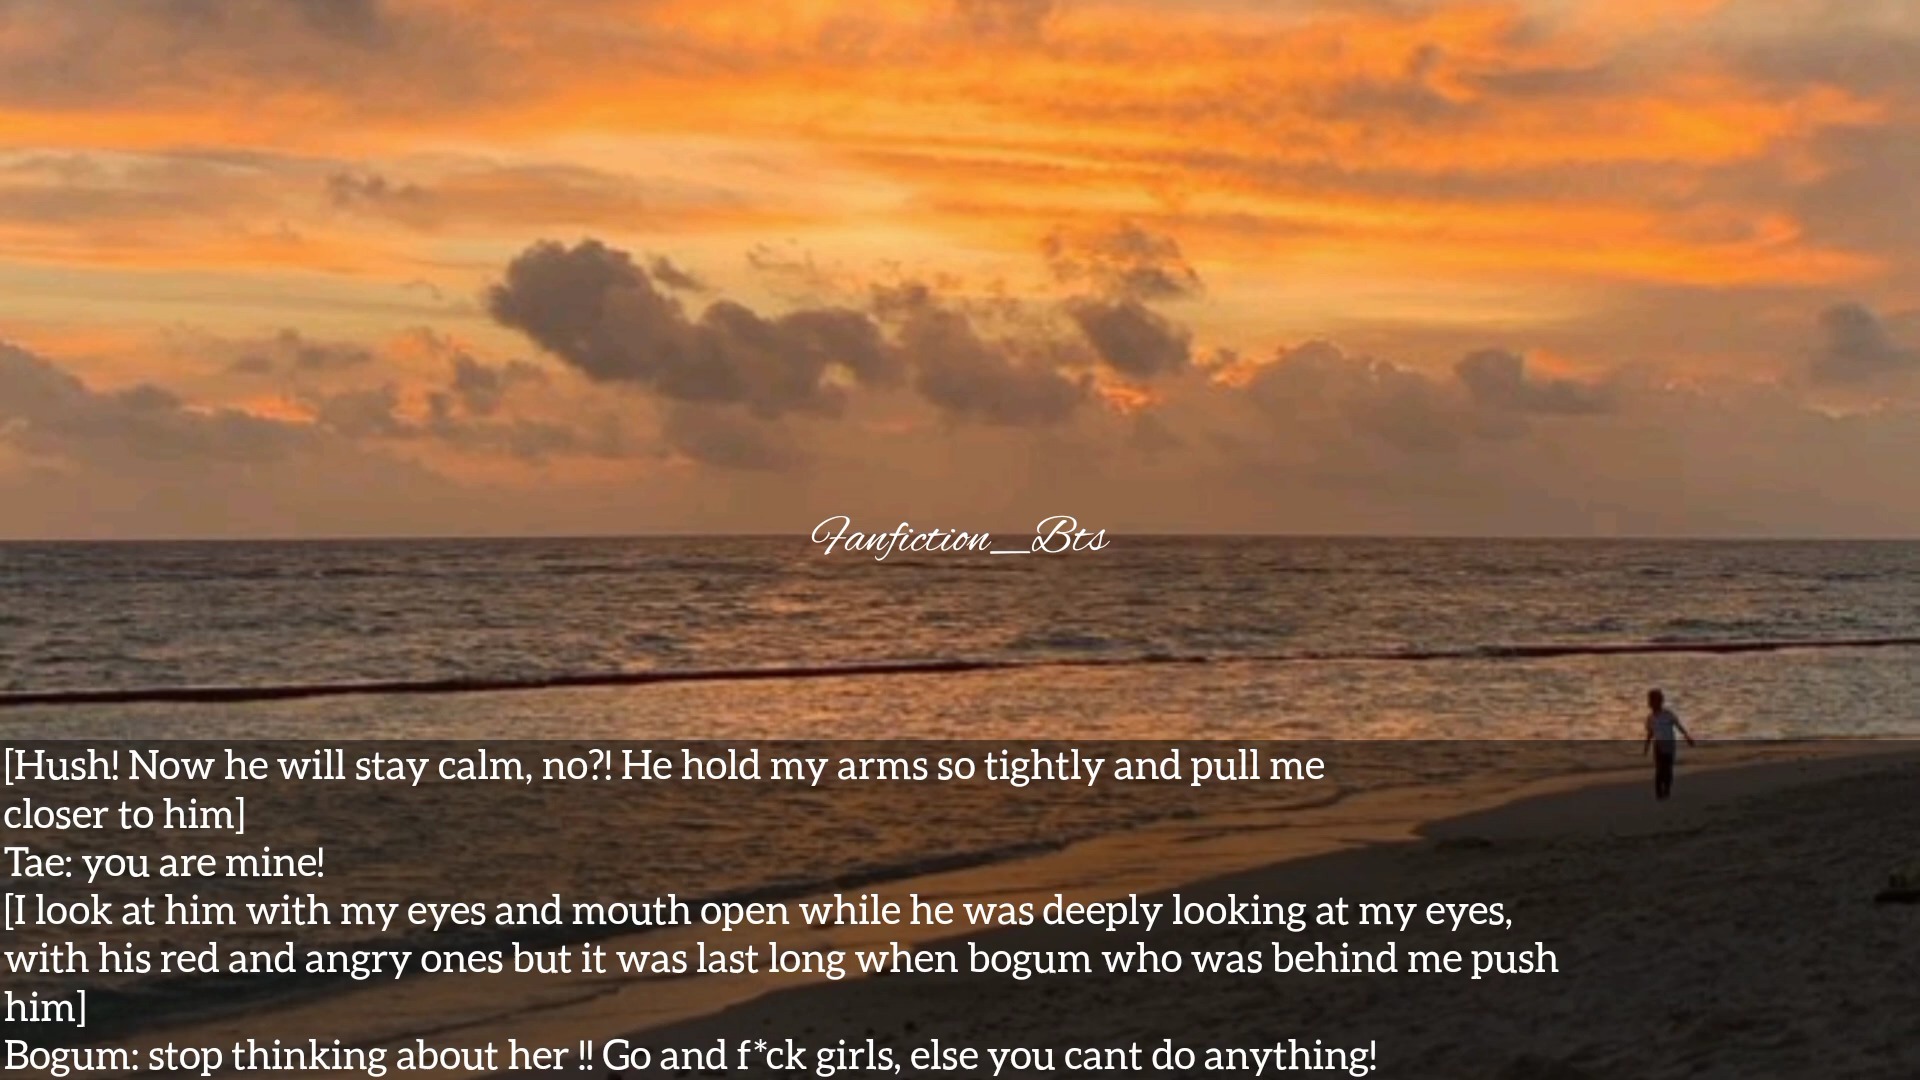 Fanfiction__Bts
[Hush! Now he will stay calm, no?! He hold my arms so tightly and pull me
closer to him]
Tae: you are mine!
[I look at him with my eyes and mouth open while he was deeply looking at my eyes,
with his red and angry ones but it was last long when bogum who was behind me push
him]
Bogum: stop thinking about her !! Go and f*ck girls, else you cant do anything!